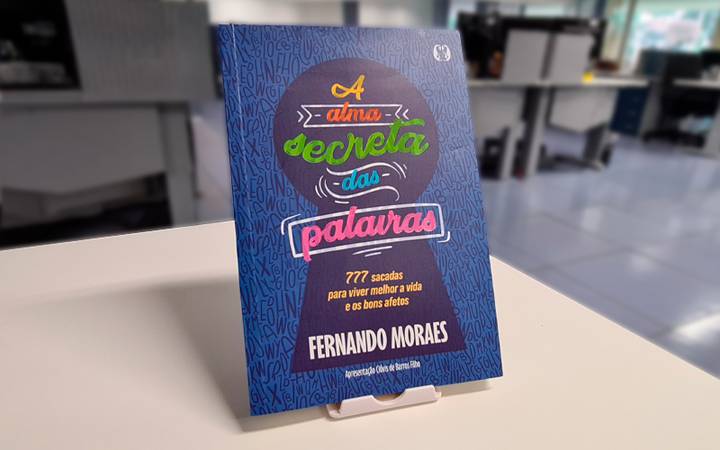 A
alma
secreta
das
palavras
777 sacadas
para viver melhor a vida
e os bons afetos
FERNANDO MORAES
Apresentação Clóvis de Barros Filho